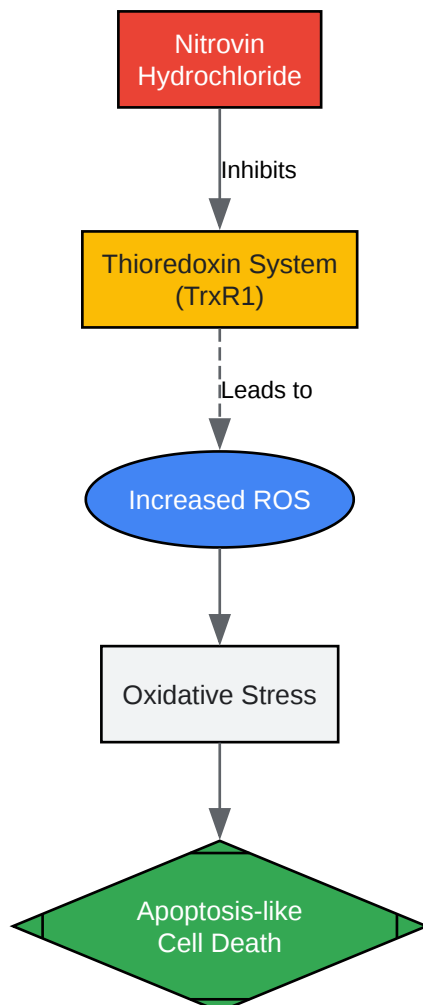 Nitrovin
Hydrochloride
Inhibits
Thioredoxin System
(TrxR1)
Leads to
Increased ROS
Oxidative Stress
Apoptosis-like
Cell Death